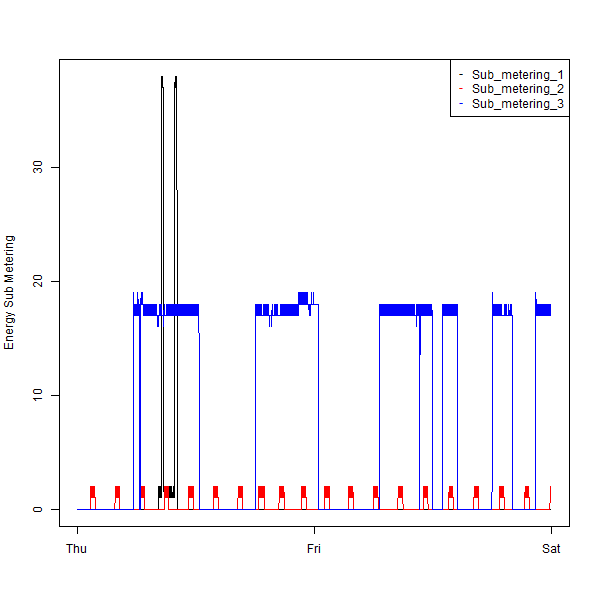 - Sub_metering_1
- Sub_metering_2
- Sub_metering_3
Energy Sub Metering
30
20
10
0
Thu Fri Sat